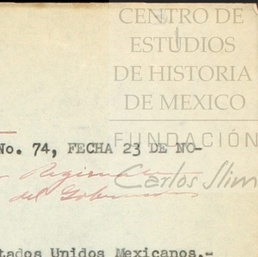 CENTRO DE
ESTUDIOS
DE HISTORIA
DE MEXICO
FUNDACIÓN
Carlos Slim
No. 74, FECHA 23 DE NO-
del
tados Unidos Mexicanos.-